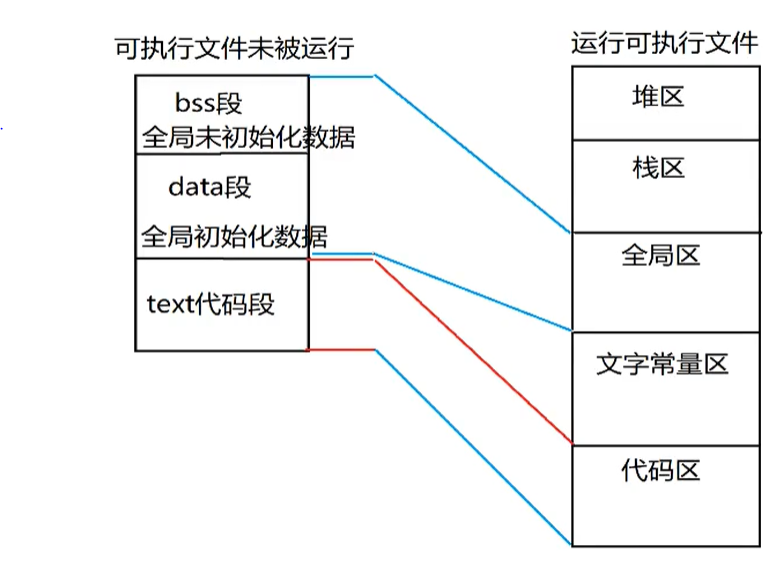 可执行文件未被运行
bss段
全局未初始化数据
data段
全局初始化数据
text代码段
运行可执行文件
堆区
栈区
全局区
文字常量区
代码区